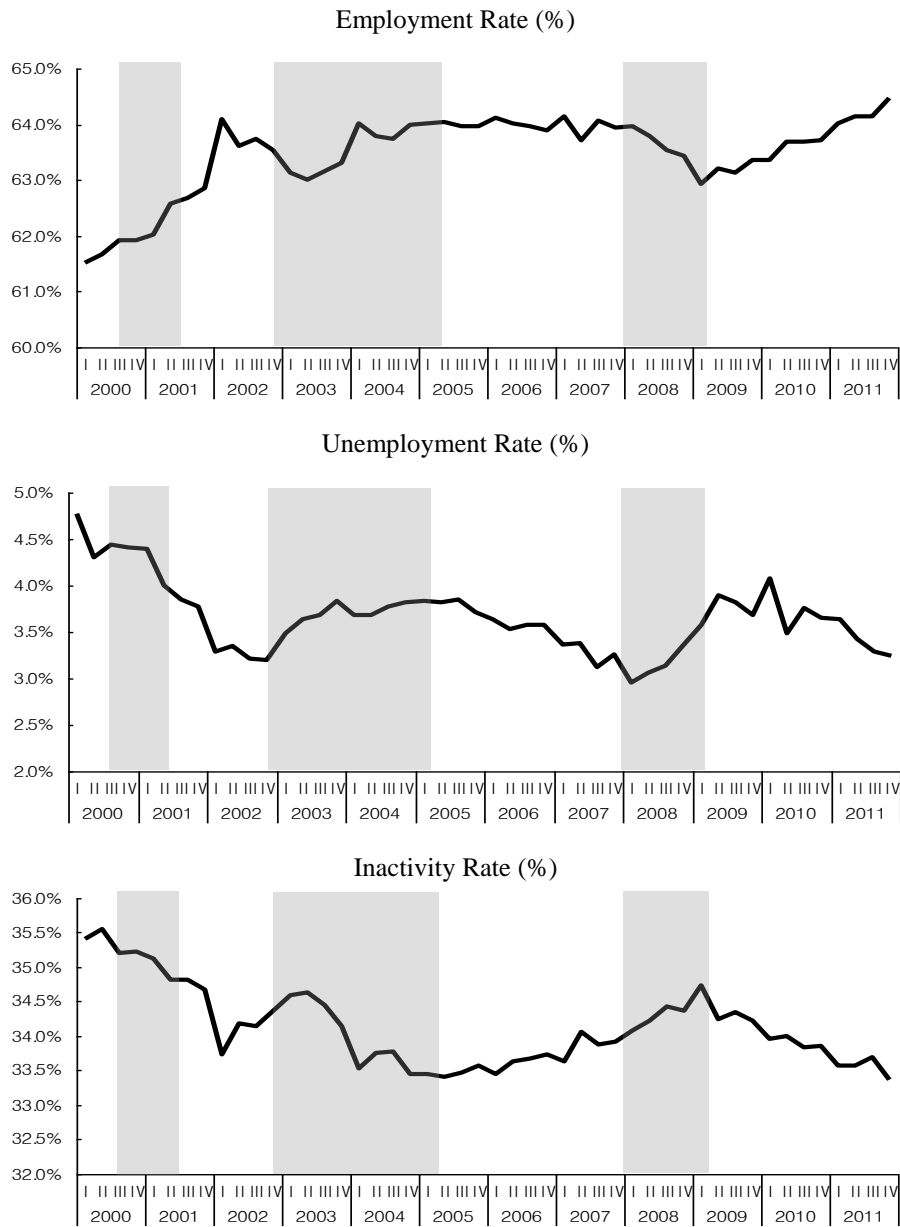 Employment Rate (%)
65.0%
64.0%
63.0%
62.0%
61.0%
60.0%
I II III IV I II III IV I II III IV I II III IV I II III IV I II III IV I II III IV I II III IV I II III IV I II III IV I II III IV I II III IV
2000 2001 2002 2003 2004 2005 2006 2007 2008 2009 2010 2011
Unemployment Rate (%)
5.0%
4.5%
4.0%
3.5%
3.0%
2.5%
2.0%
I II III IV I II III IV I II III IV I II III IV I II III IV I II III IV I II III IV I II III IV I II III IV I II III IV I II III IV I II III IV
2000 2001 2002 2003 2004 2005 2006 2007 2008 2009 2010 2011
Inactivity Rate (%)
36.0%
35.5%
35.0%
34.5%
34.0%
33.5%
33.0%
32.5%
32.0%
I II III IV I II III IV I II III IV I II III IV I II III IV I II III IV I II III IV I II III IV I II III IV I II III IV I II III IV I II III IV
2000 2001 2002 2003 2004 2005 2006 2007 2008 2009 2010 2011